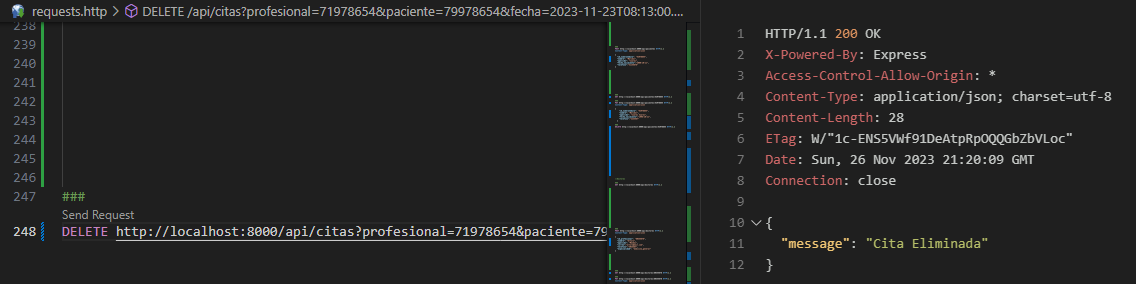 requests.http > DELETE /api/citas?profesional=71978654&paciente=79978654&fecha=2023-11-23T08:13:00....
238
239
240
241
242
243
244
245
246
247 ###
Send Request
248 DELETE http://localhost:8000/api/citas?profesional=71978654&paciente=79
1 HTTP/1.1 200 OK
2 X-Powered-By: Express
3 Access-Control-Allow-Origin: *
4 Content-Type: application/json; charset=utf-8
5 Content-Length: 28
6 ETag: W/"1c-ENS5VWf91DeAtpRpOQQGbZbVLoc"
7 Date: Sun, 26 Nov 2023 21:20:09 GMT
8 Connection: close
9
10 {
11 "message": "Cita Eliminada"
12 }